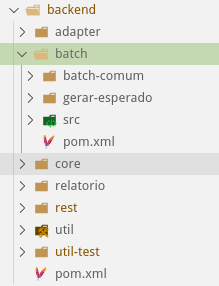 backend
adapter
batch
batch-comum
gerar-esperado
src
pom.xml
core
relatorio
rest
util
util-test
pom.xml